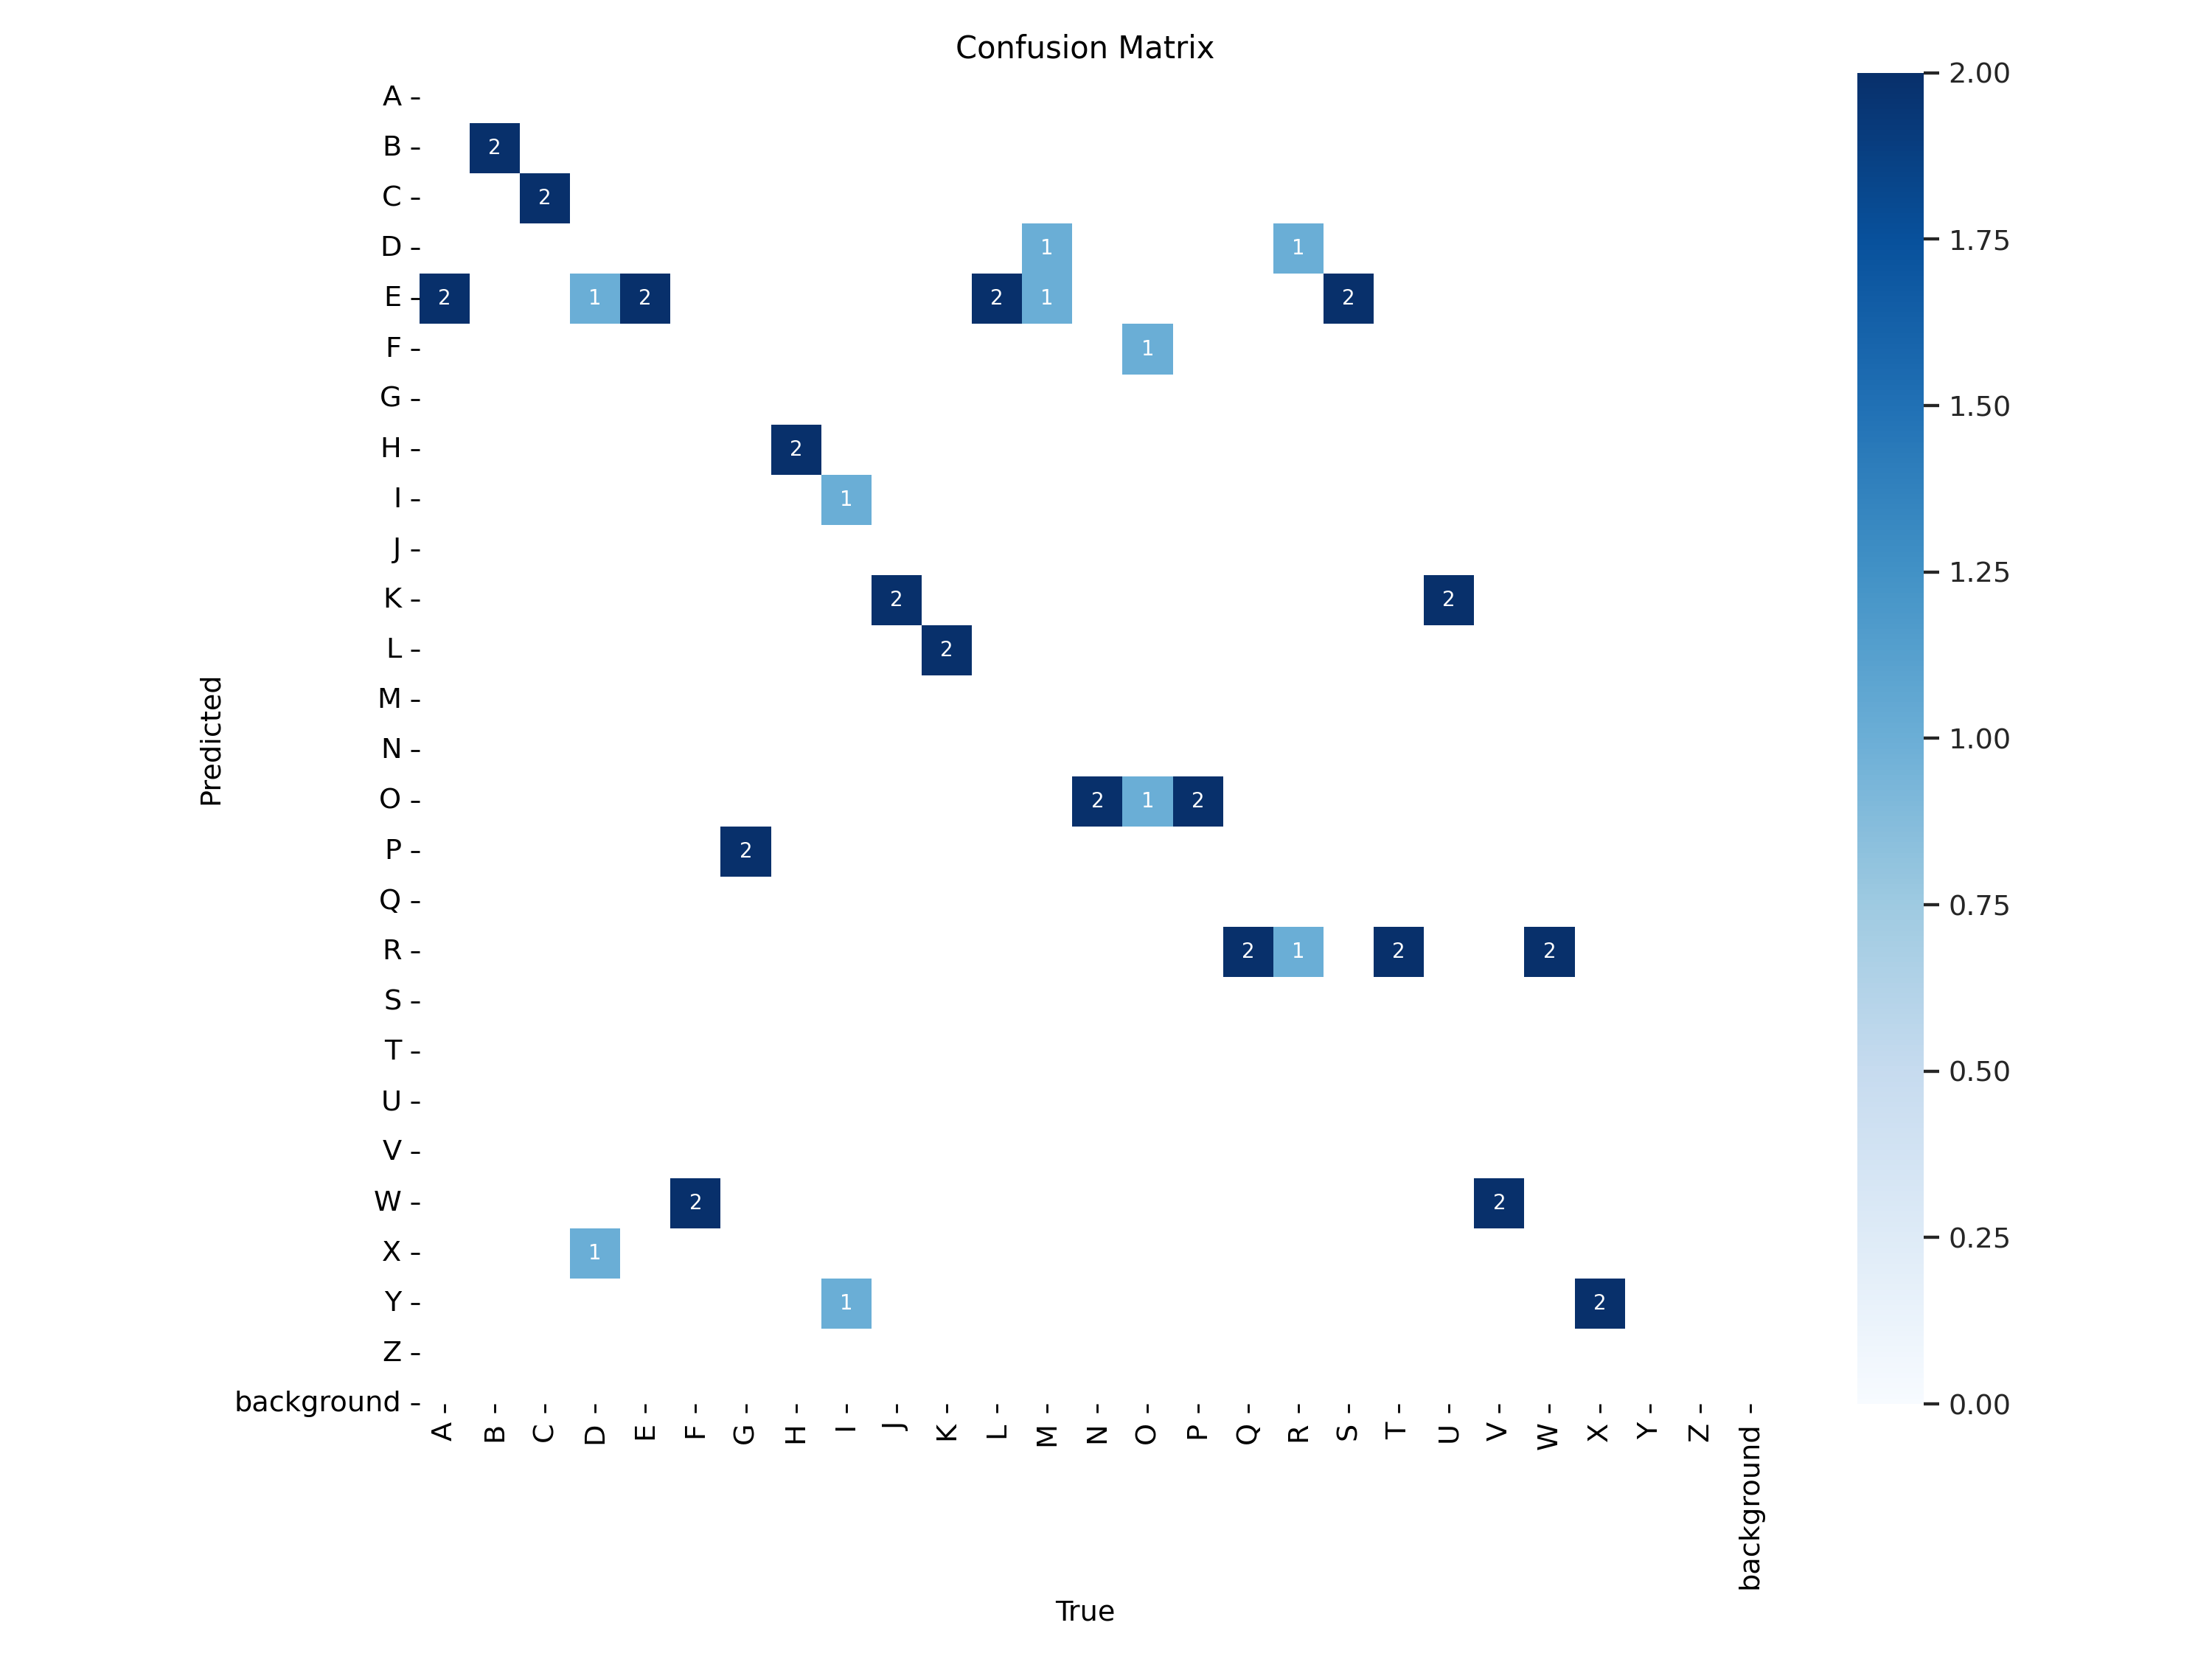 Confusion Matrix
A
B 2
C 2
D 1 1
E 2 1 2 2 1 2
F 1
G
H 2
I 1
J
K 2 2
L 2
M
N
O 2 1 2
P 2
Q
R 2 1 2 2
S
T
U
V
W 2 2
X 1
Y 1 2
Z
background
A B C D E F G H I J K L M N O P Q R S T U V W X Y Z background
True
Predicted
2.00
1.75
1.50
1.25
1.00
0.75
0.50
0.25
0.00